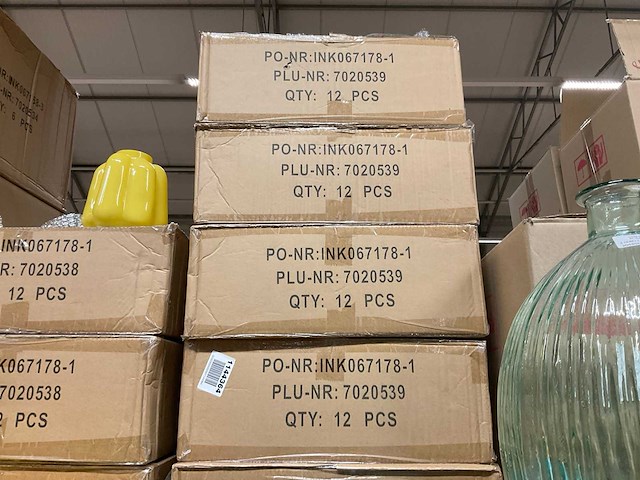 PO-NR:INK067178-1
PLU-NR: 7020539
QTY: 12 PCS
PO-NR:INK067178-1
PLU-NR: 7020539
QTY: 12 PCS
PO-NR:INK067178-1
PLU-NR: 7020539
QTY: 12 PCS
PO-NR:INK067178-1
PLU-NR: 7020539
QTY: 12 PCS
1144364
INK067178-1
R: 7020538
12 PCS
K067178-1
7020538
PCS